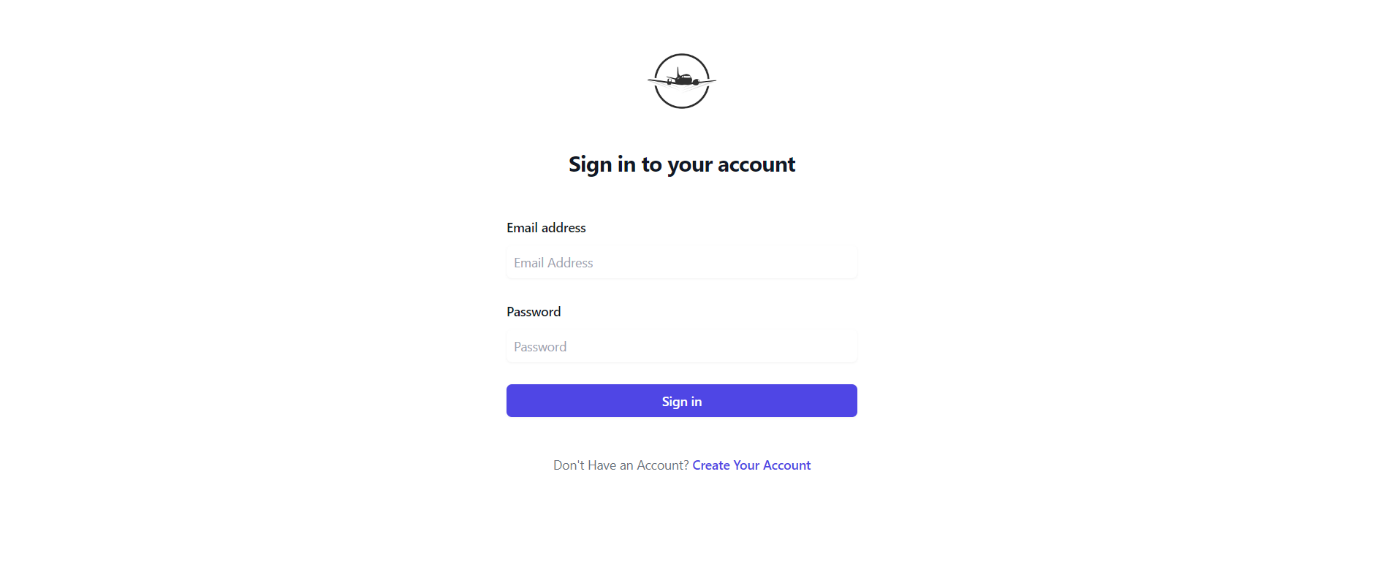 Sign in to your account
Email address
Email Address
Password
Password
Sign in
Don't Have an Account? Create Your Account